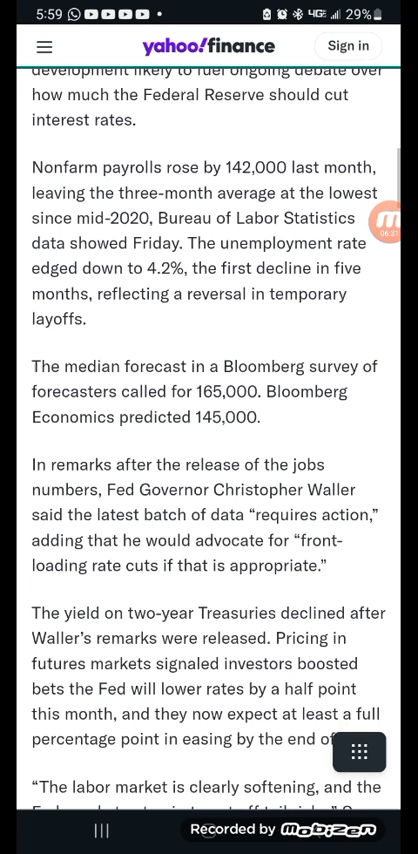 5:59 29%
yahoo!finance Sign in
development likely to fuel ongoing debate over
how much the Federal Reserve should cut
interest rates.
Nonfarm payrolls rose by 142,000 last month,
leaving the three-month average at the lowest
since mid-2020, Bureau of Labor Statistics
data showed Friday. The unemployment rate
edged down to 4.2%, the first decline in five
months, reflecting a reversal in temporary
layoffs.
The median forecast in a Bloomberg survey of
forecasters called for 165,000. Bloomberg
Economics predicted 145,000.
In remarks after the release of the jobs
numbers, Fed Governor Christopher Waller
said the latest batch of data “requires action,”
adding that he would advocate for “front-
loading rate cuts if that is appropriate.”
The yield on two-year Treasuries declined after
Waller’s remarks were released. Pricing in
futures markets signaled investors boosted
bets the Fed will lower rates by a half point
this month, and they now expect at least a full
percentage point in easing by the end of
“The labor market is clearly softening, and the
Recorded by mobizen